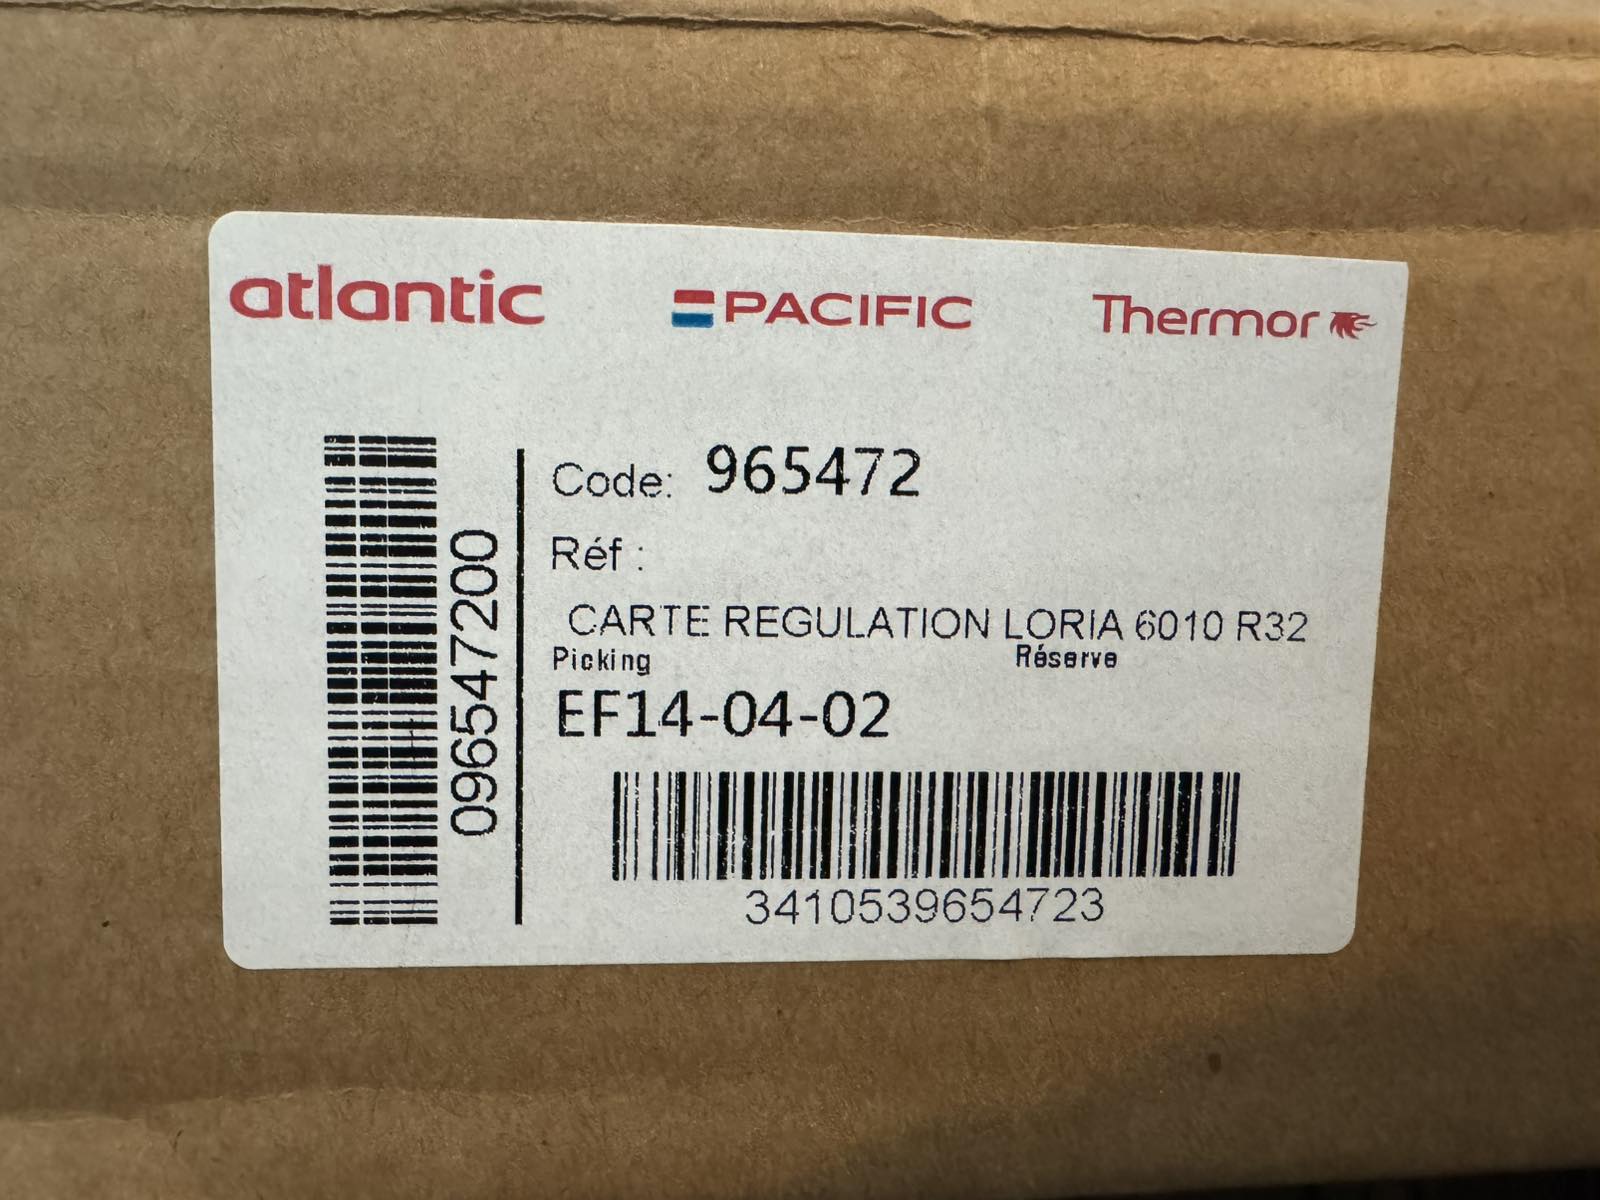 atlantic
PACIFIC
Thermor
096547200
Code: 965472
Réf :
CARTE REGULATION LORIA 6010 R32
Picking Réserve
EF14-04-02
3410539654723